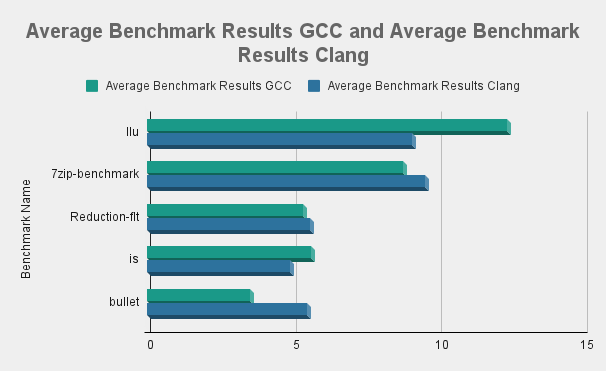 Average Benchmark Results GCC and Average Benchmark
Results Clang
Average Benchmark Results GCC
Average Benchmark Results Clang
Benchmark Name
llu
7zip-benchmark
Reduction-flt
is
bullet
0
5
10
15